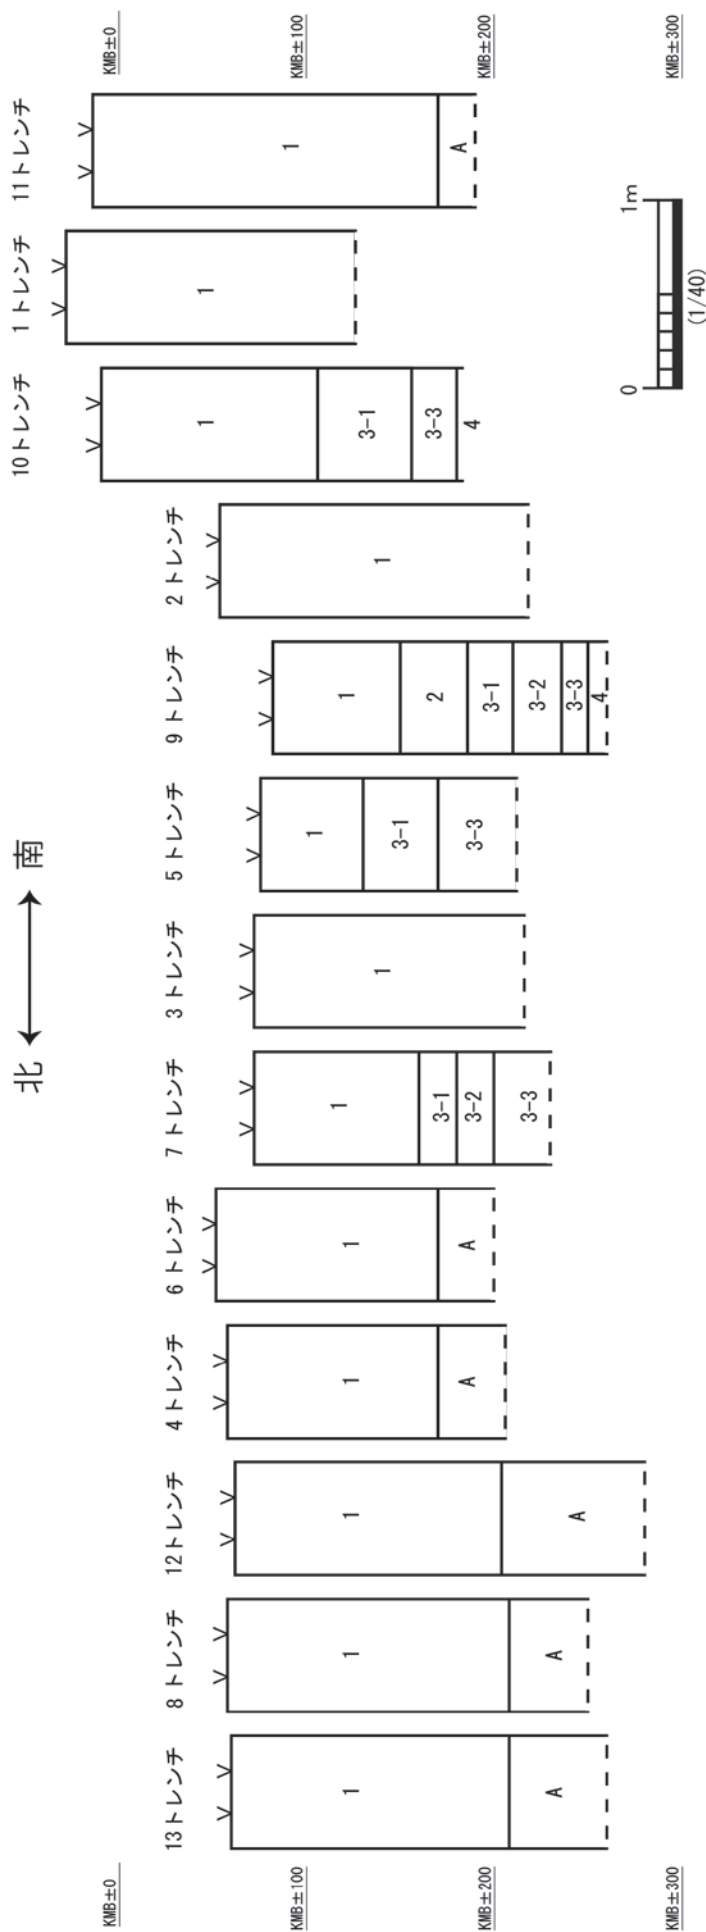 北 南
KMB±0
KMB±100
KMB±200
KMB±300
13トレンチ
1
A
8トレンチ
1
A
12トレンチ
1
A
4トレンチ
1
A
6トレンチ
1
A
7トレンチ
1
3-1
3-2
3-3
3トレンチ
1
5トレンチ
1
3-1
3-3
9トレンチ
1
2
3-1
3-2
3-3
4
2トレンチ
1
10トレンチ
1
3-1
3-3
4
1トレンチ
1
11トレンチ
1
A
KMB±0
KMB±100
KMB±200
KMB±300
0 1m
(1/40)